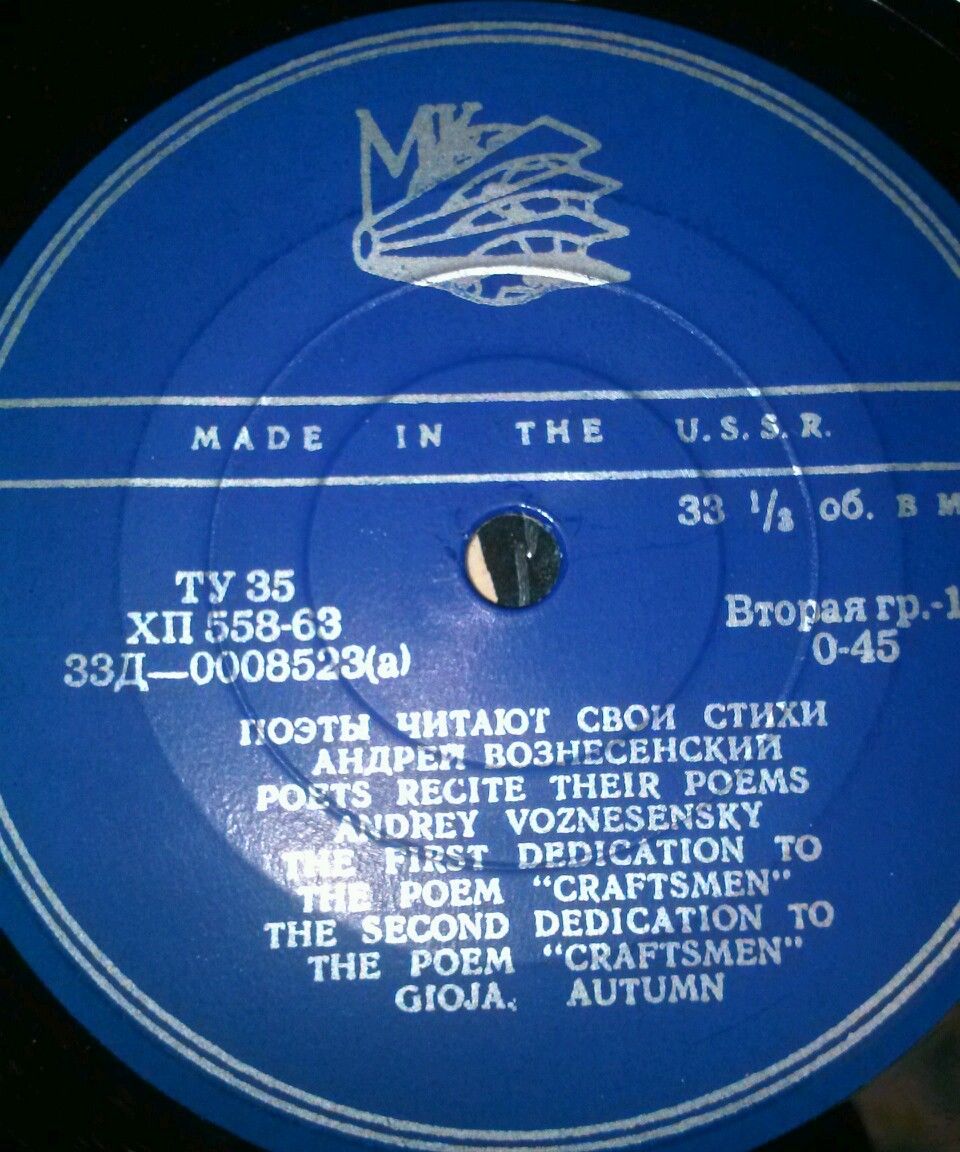 МК
MADE IN THE U.S.S.R.
33 1/3 об. в м
ТУ 35
ХП 558-63
33Д—0008523(а)
Вторая гр.-1
0-45
ПОЭТЫ ЧИТАЮТ СВОИ СТИХИ
АНДРЕЙ ВОЗНЕСЕНСКИЙ
POETS RECITE THEIR POEMS
ANDREY VOZNESENSKY
THE FIRST DEDICATION TO
THE POEM "CRAFTSMEN"
THE SECOND DEDICATION TO
THE POEM "CRAFTSMEN"
GIOJA, AUTUMN